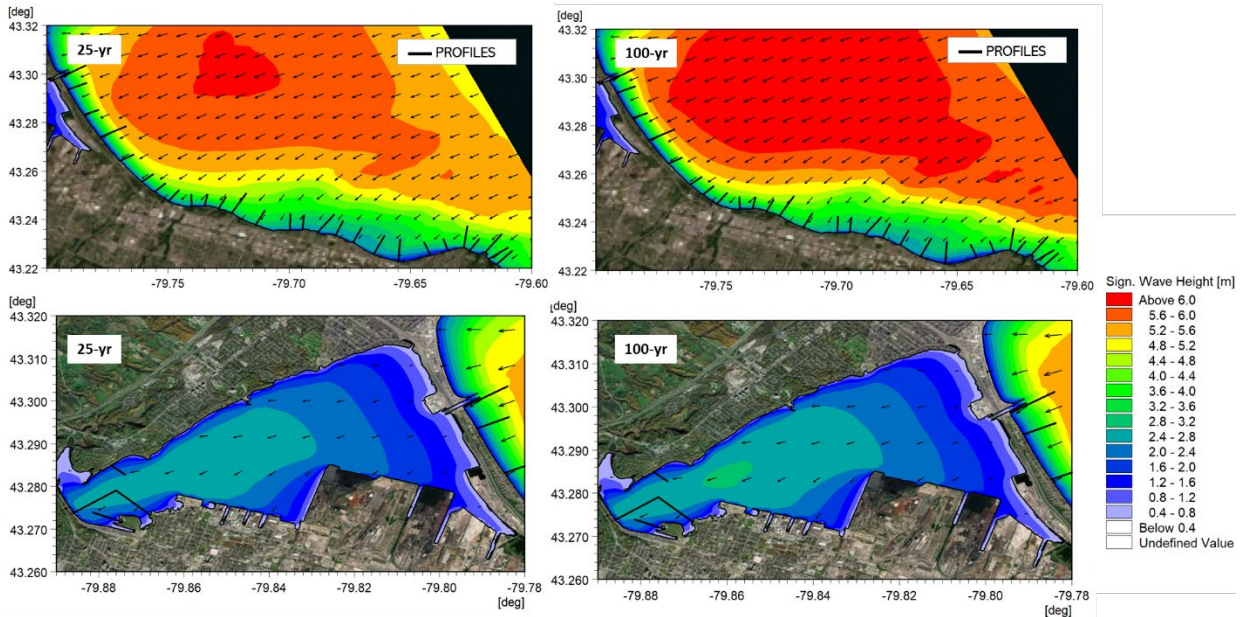 [deg]
43.32
43.30
43.28
43.26
43.24
43.22
25-yr
PROFILES
-79.75 -79.70 -79.65 -79.60
[deg]
43.32
43.30
43.28
43.26
43.24
43.22
100-yr
PROFILES
-79.75 -79.70 -79.65 -79.60
[deg]
43.320
43.310
43.300
43.290
43.280
43.270
43.260
25-yr
-79.88 -79.86 -79.84 -79.82 -79.80 -79.78
[deg]
[deg]
43.320
43.310
43.300
43.290
43.280
43.270
43.260
100-yr
-79.88 -79.86 -79.84 -79.82 -79.80 -79.78
[deg]
Sign. Wave Height [m]
Above 6.0
5.6 - 6.0
5.2 - 5.6
4.8 - 5.2
4.4 - 4.8
4.0 - 4.4
3.6 - 4.0
3.2 - 3.6
2.8 - 3.2
2.4 - 2.8
2.0 - 2.4
1.6 - 2.0
1.2 - 1.6
0.8 - 1.2
0.4 - 0.8
Below 0.4
Undefined Value